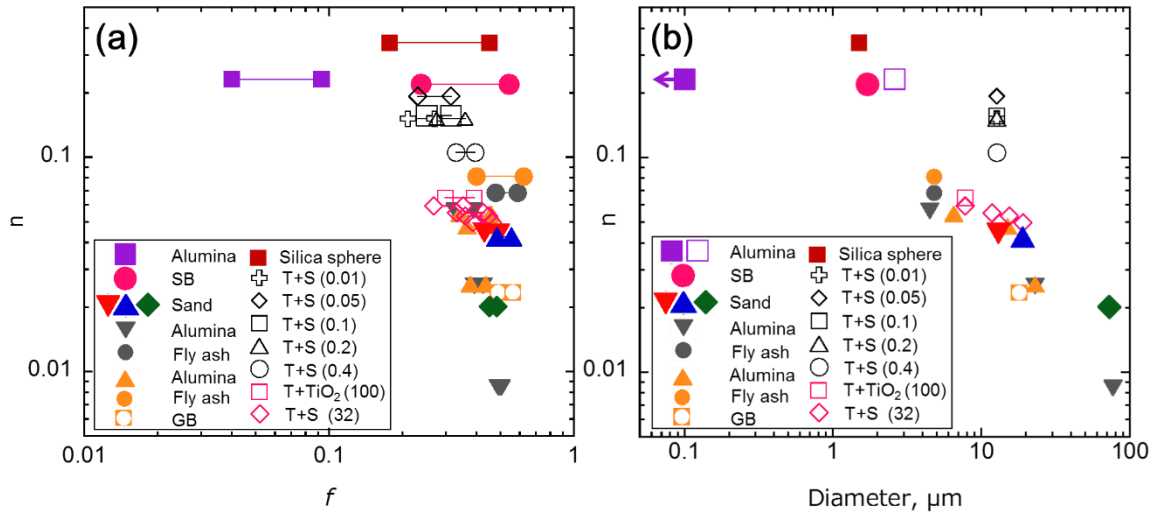 (a)
n
0.1
0.01
0.01
0.1
1
f
Alumina
SB
Sand
Alumina
Fly ash
Alumina
Fly ash
GB
Silica sphere
T+S (0.01)
T+S (0.05)
T+S (0.1)
T+S (0.2)
T+S (0.4)
T+TiO₂ (100)
T+S (32)
(b)
n
0.1
0.01
0.1
1
10
100
Diameter, μm
Alumina
SB
Sand
Alumina
Fly ash
Alumina
Fly ash
GB
Silica sphere
T+S (0.01)
T+S (0.05)
T+S (0.1)
T+S (0.2)
T+S (0.4)
T+TiO₂ (100)
T+S (32)